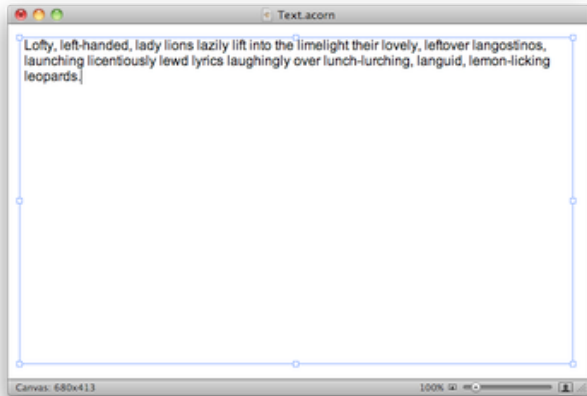 Text.acorn
Lofty, left-handed, lady lions lazily lift into the limelight their lovely, leftover langostinos,
launching licentiously lewd lyrics laughingly over lunch-lurching, languid, lemon-licking
leopards.
Canvas: 680x413
100%